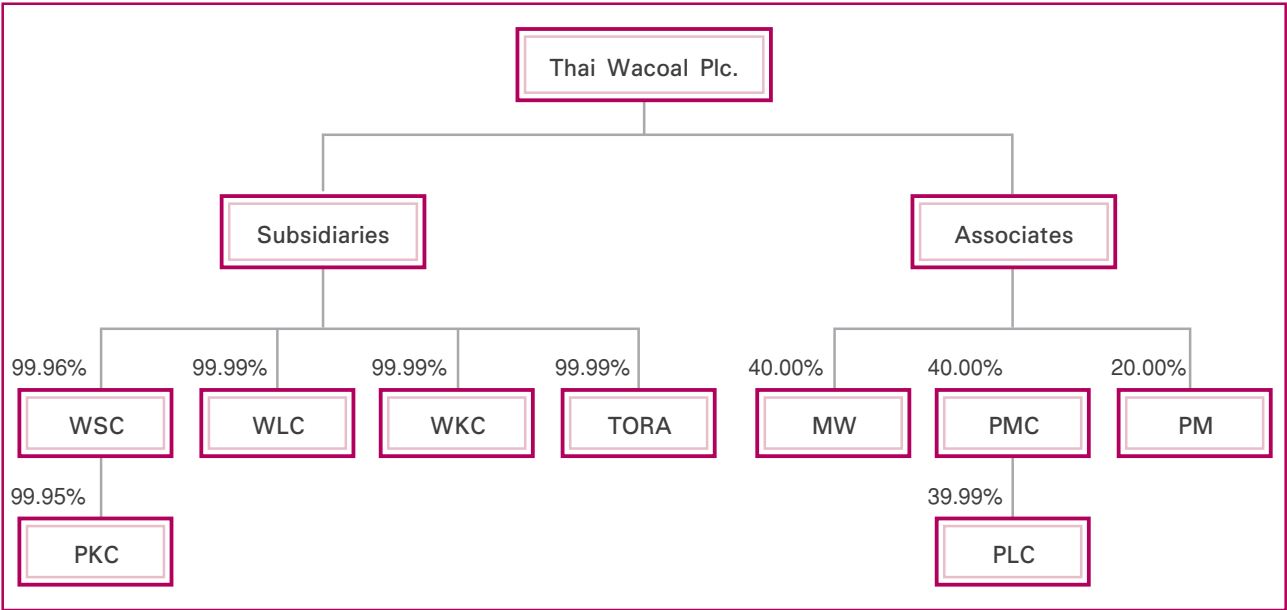 Thai Wacoal Plc.
Subsidiaries
Associates
99.96%
99.99%
99.99%
99.99%
40.00%
40.00%
20.00%
WSC
WLC
WKC
TORA
MW
PMC
PM
99.95%
39.99%
PKC
PLC